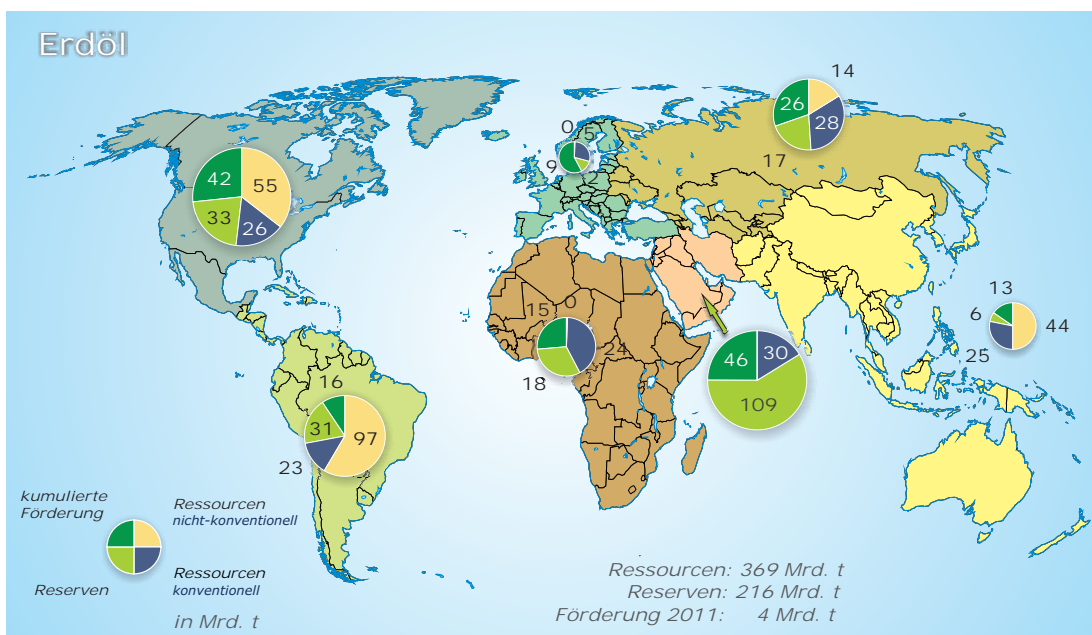 Erdöl
14
26
28
17
0
5
9
42
55
33
26
13
6
44
25
15
0
24
18
46
30
109
16
31
97
23
kumulierte
Förderung
Ressourcen
nicht-konventionell
Reserven
Ressourcen
konventionell
in Mrd. t
Ressourcen: 369 Mrd. t
Reserven: 216 Mrd. t
Förderung 2011: 4 Mrd. t